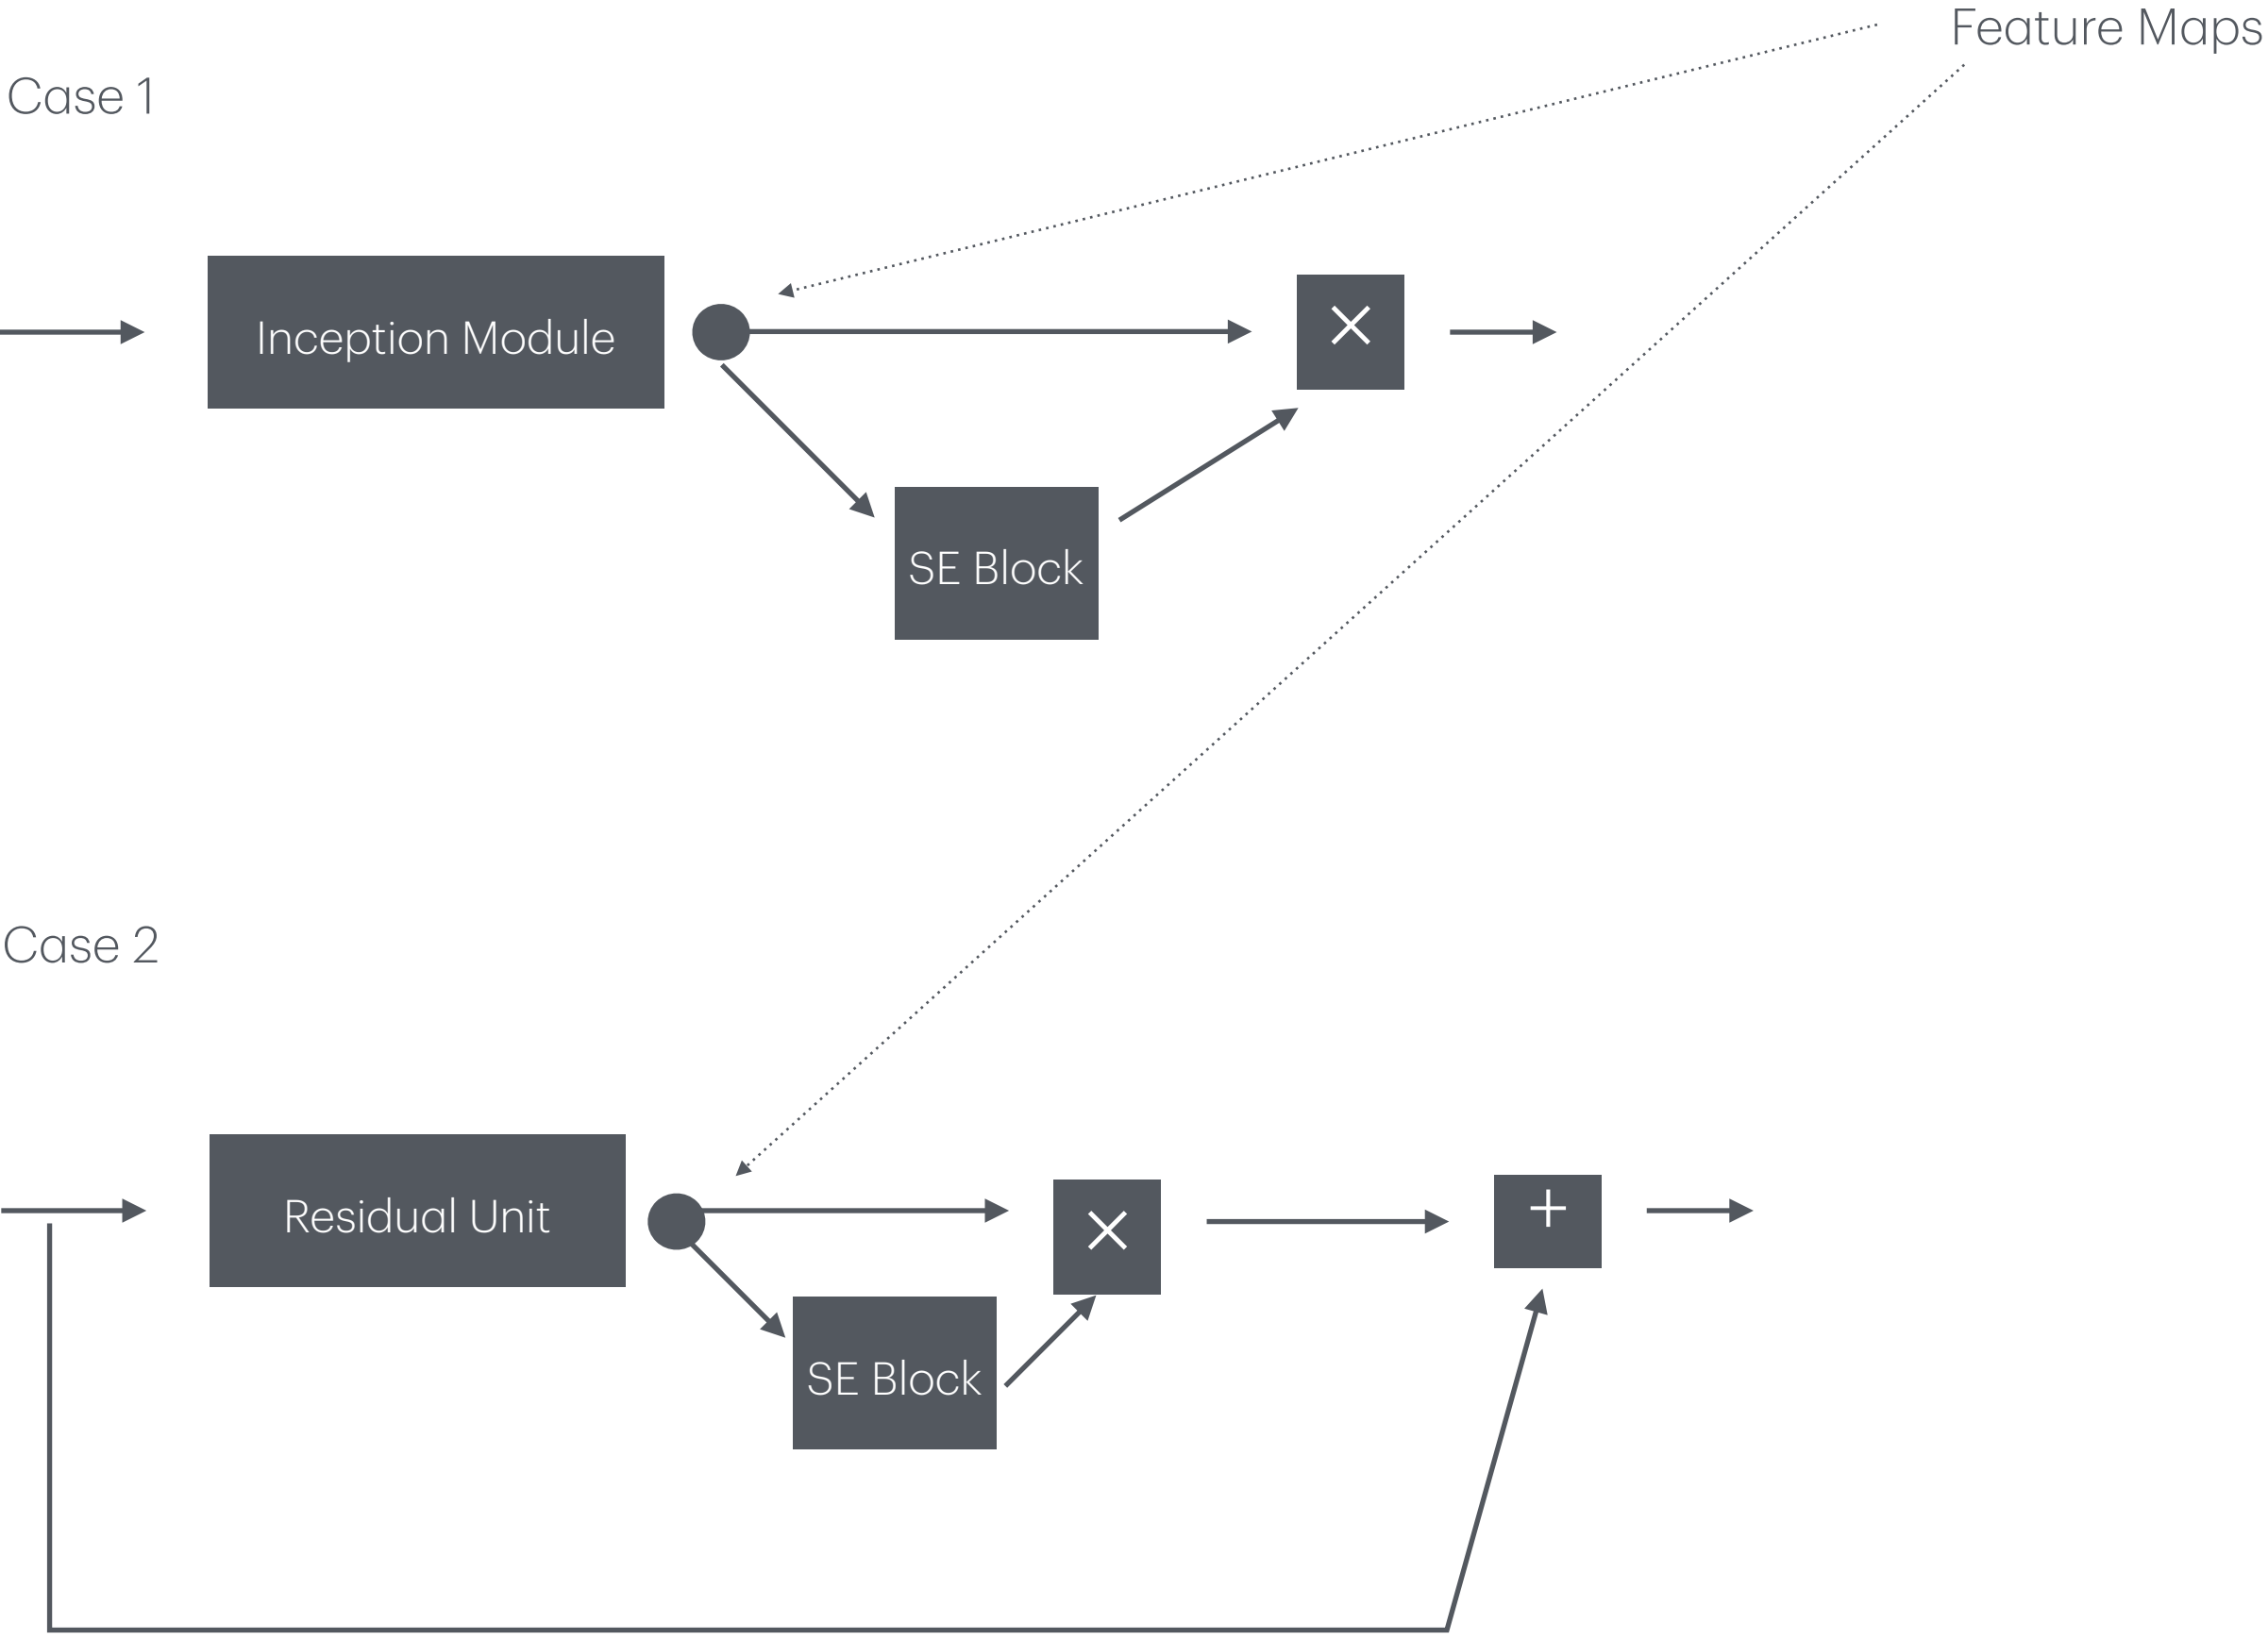 Feature Maps
Case 1
Inception Module
×
SE Block
Case 2
Residual Unit
×
+
SE Block